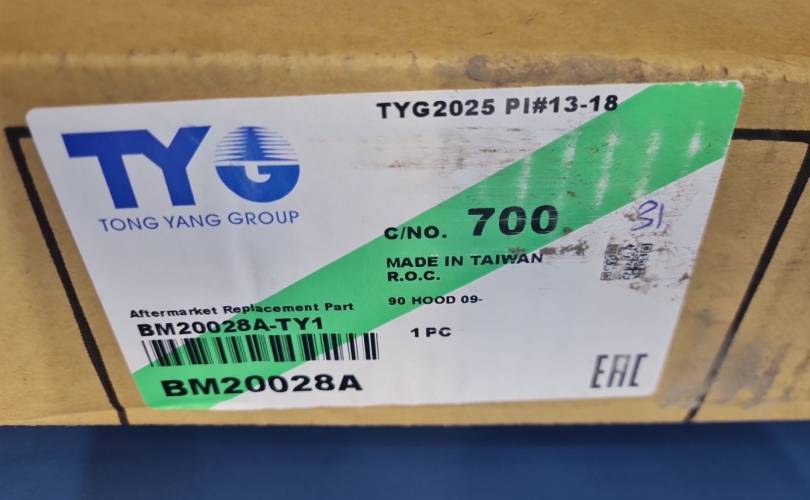 TYG2025 PI#13-18
TYG
TONG YANG GROUP
C/NO. 700
31
MADE IN TAIWAN
R.O.C.
Aftermarket Replacement Part
90 HOOD 09-
BM20028A-TY1
1 PC
BM20028A
EAC